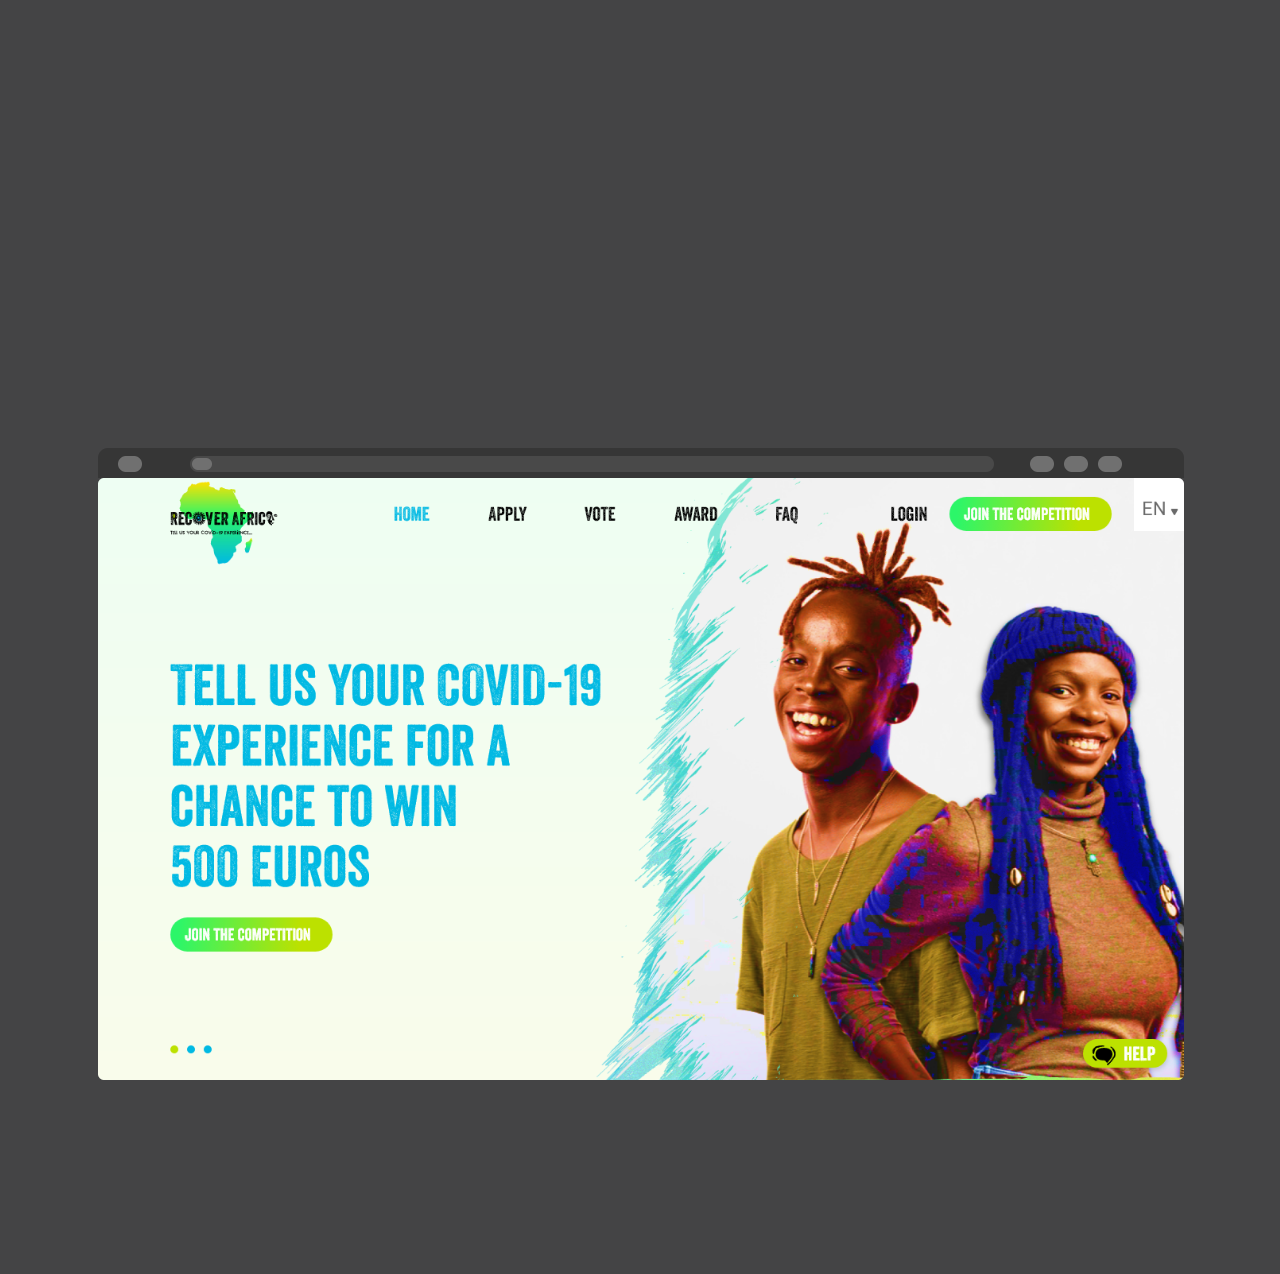 RECOVER AFRICA
TELL US YOUR COVID-19 EXPERIENCE...
HOME
APPLY
VOTE
AWARD
FAQ
LOGIN
JOIN THE COMPETITION
EN
TELL US YOUR COVID-19
EXPERIENCE FOR A
CHANCE TO WIN
500 EUROS
JOIN THE COMPETITION
HELP